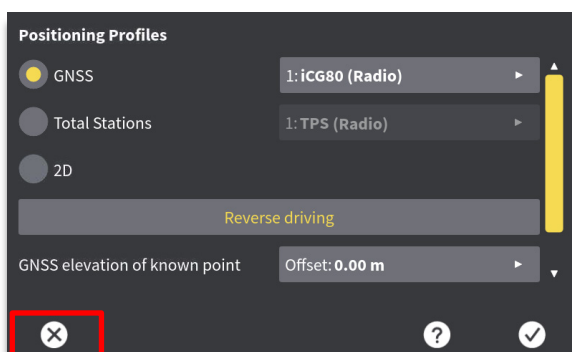 Positioning Profiles
GNSS 1: iCG80 (Radio)
Total Stations 1: TPS (Radio)
2D
Reverse driving
GNSS elevation of known point Offset: 0.00 m
?